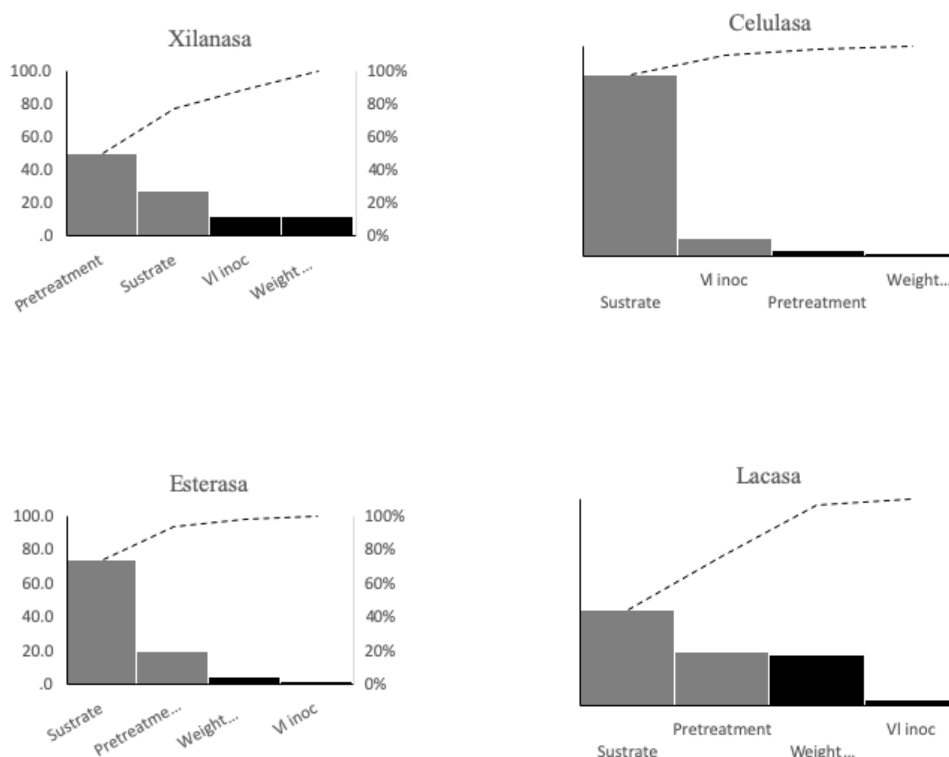 Xilanasa
100.0
80.0
60.0
40.0
20.0
.0
100%
80%
60%
40%
20%
0%
Pretreatment
Sustrate
Vl inoc
Weight...
Celulasa
Sustrate
Vl inoc
Pretreatment
Weight...
Esterasa
100.0
80.0
60.0
40.0
20.0
.0
100%
80%
60%
40%
20%
0%
Sustrate
Pretreatme...
Weight...
Vl inoc
Lacasa
Sustrate
Pretreatment
Weight...
Vl inoc